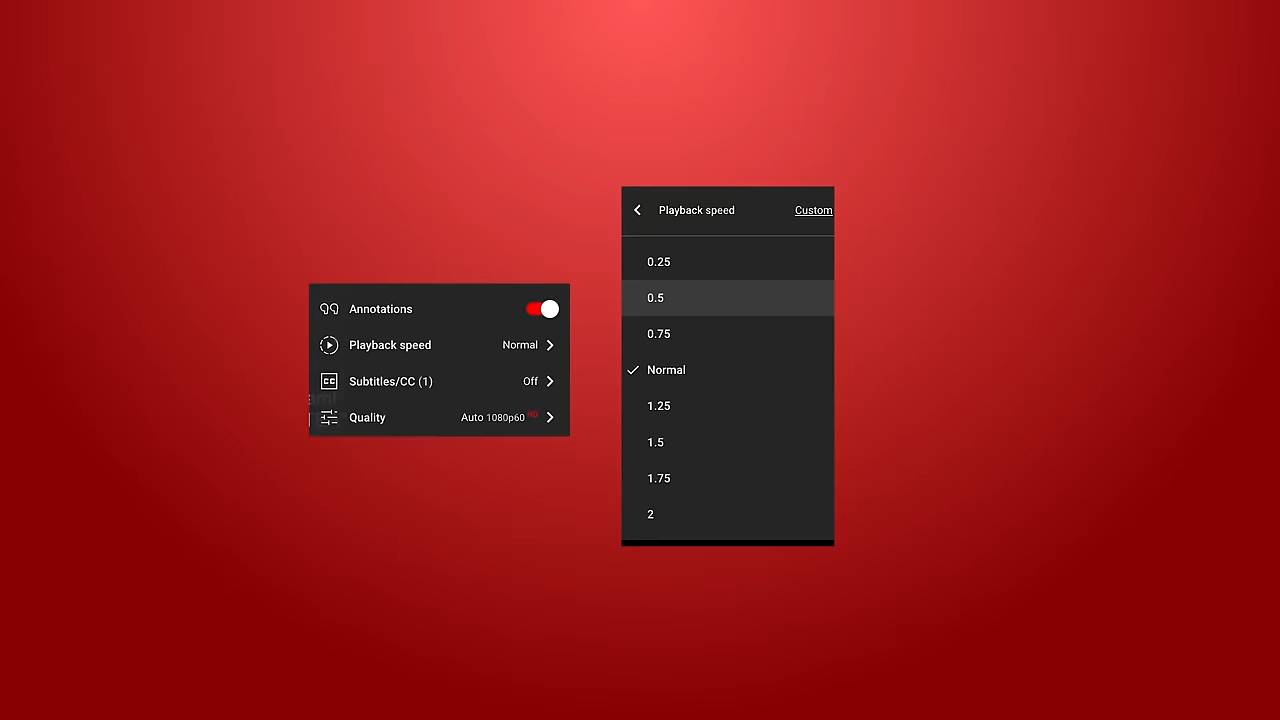 Annotations
Playback speed Normal
Subtitles/CC (1) Off
Quality Auto 1080p60 HD
Playback speed Custom
0.25
0.5
0.75
Normal
1.25
1.5
1.75
2